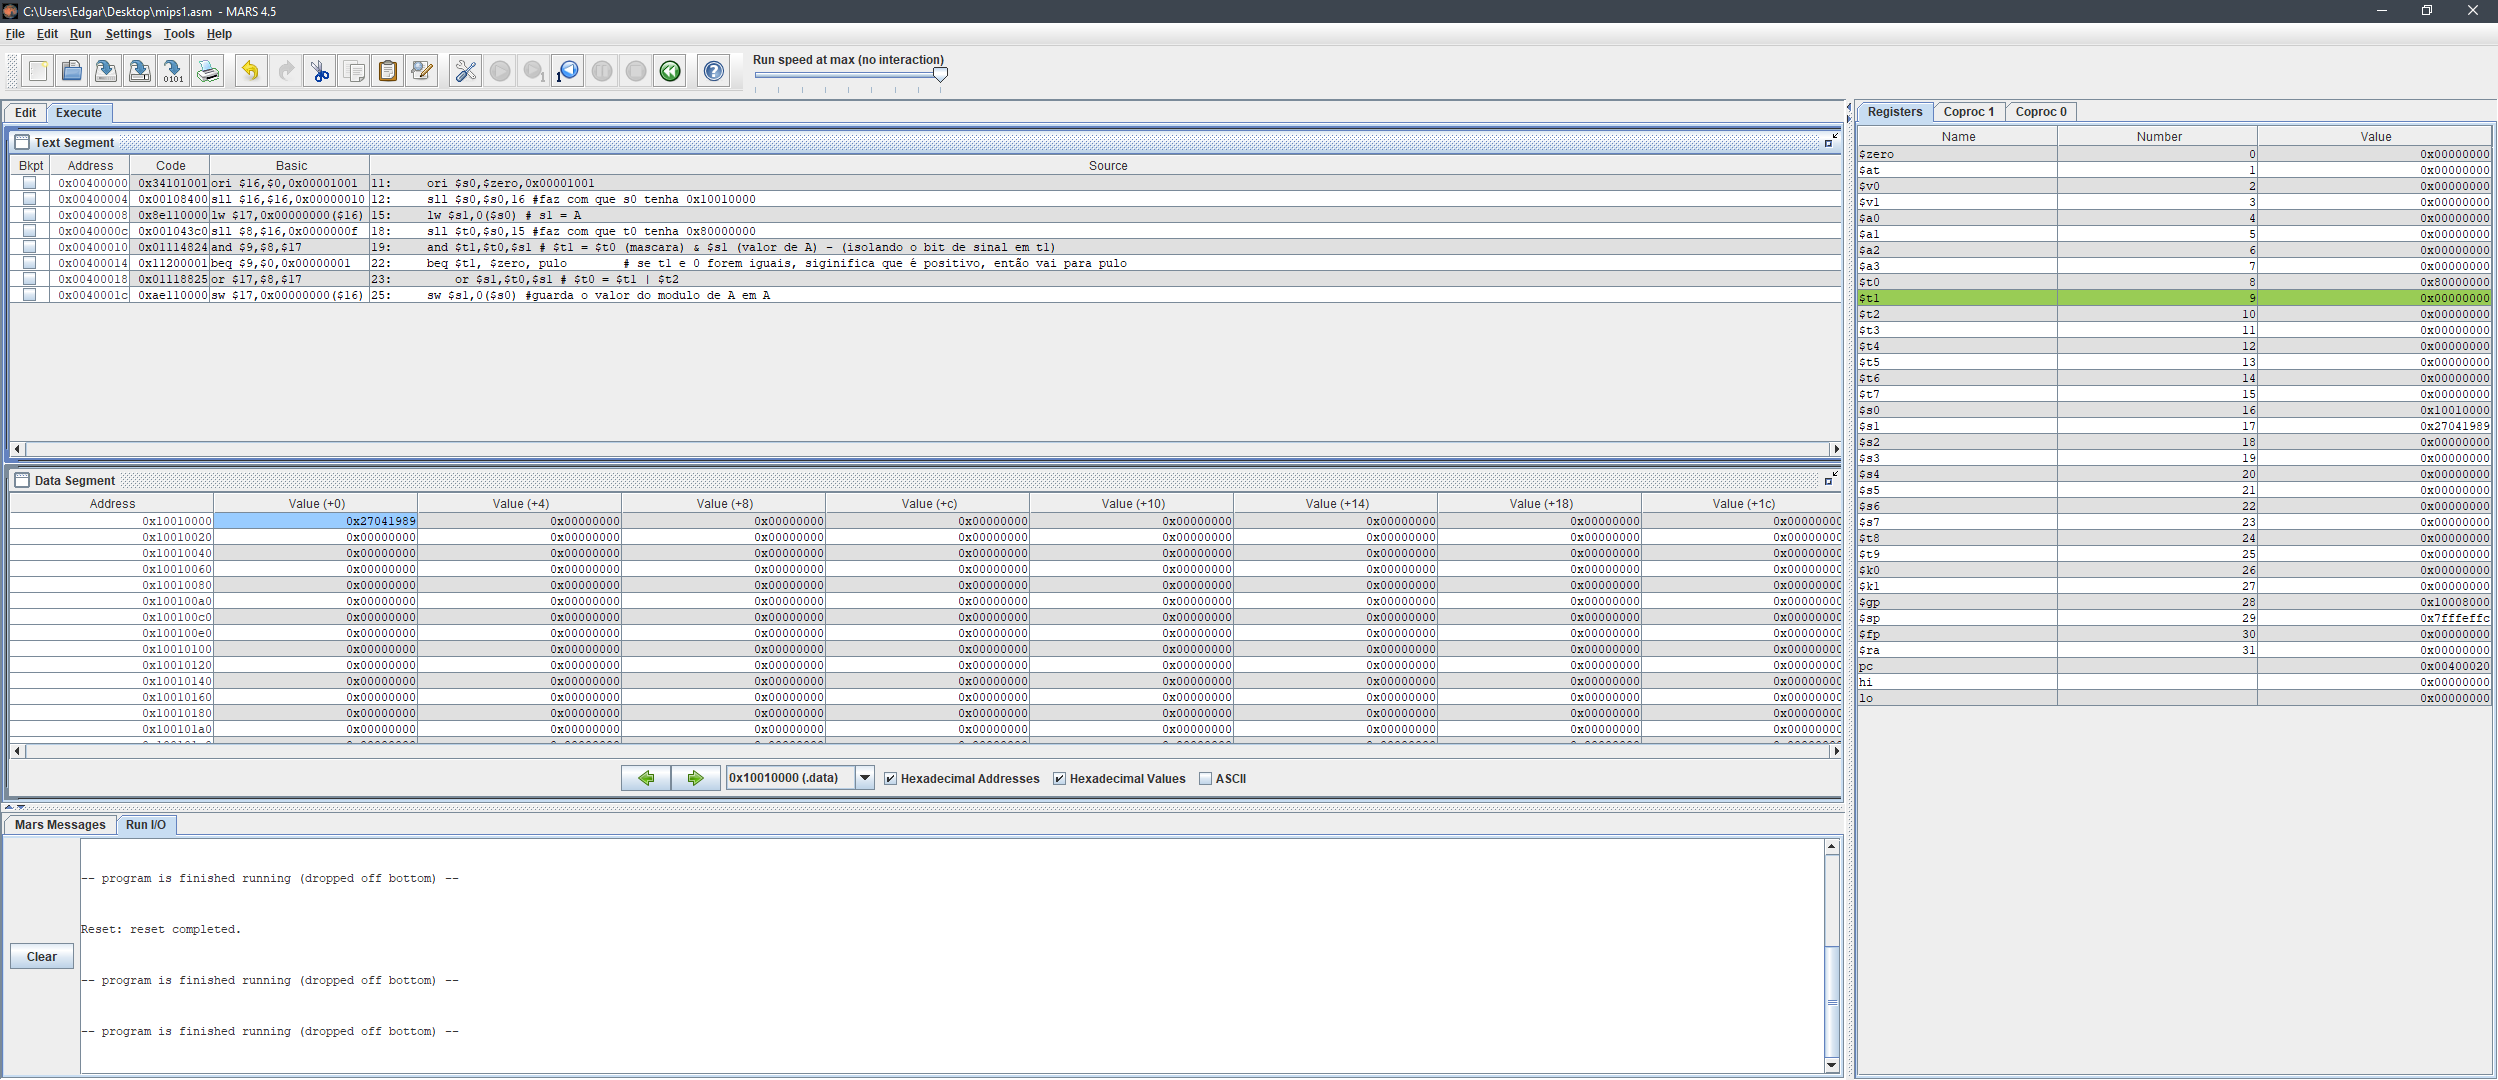 C:\Users\Edgar\Desktop\mips1.asm - MARS 4.5
File Edit Run Settings Tools Help
Run speed at max (no interaction)
Edit Execute
Text Segment
Bkpt Address Code Basic Source
0x00400000 0x34101001 ori $16,$0,0x00001001 11: ori $s0,$zero,0x00001001
0x00400004 0x00108400 sll $16,$16,0x00000010 12: sll $s0,$s0,16 #faz com que s0 tenha 0x10010000
0x00400008 0x8e110000 lw $17,0x00000000($16) 15: lw $s1,0($s0) # s1 = A
0x0040000c 0x001043c0 sll $8,$16,0x0000000f 18: sll $t0,$s0,15 #faz com que t0 tenha 0x80000000
0x00400010 0x01114824 and $9,$8,$17 19: and $t1,$t0,$s1 # $t1 = $t0 (mascara) & $s1 (valor de A) - (isolando o bit de sinal em t1)
0x00400014 0x11200001 beq $9,$0,0x00000001 22: beq $t1, $zero, pulo # se t1 e 0 forem iguais, siginifica que é positivo, então vai para pulo
0x00400018 0x01118825 or $17,$8,$17 23: or $s1,$t0,$s1 # $t0 = $t1 | $t2
0x0040001c 0xae110000 sw $17,0x00000000($16) 25: sw $s1,0($s0) #guarda o valor do modulo de A em A
Data Segment
Address Value (+0) Value (+4) Value (+8) Value (+c) Value (+10) Value (+14) Value (+18) Value (+1c)
0x10010000 0x27041989 0x00000000 0x00000000 0x00000000 0x00000000 0x00000000 0x00000000 0x00000000
0x10010020 0x00000000 0x00000000 0x00000000 0x00000000 0x00000000 0x00000000 0x00000000 0x00000000
0x10010040 0x00000000 0x00000000 0x00000000 0x00000000 0x00000000 0x00000000 0x00000000 0x00000000
0x10010060 0x00000000 0x00000000 0x00000000 0x00000000 0x00000000 0x00000000 0x00000000 0x00000000
0x10010080 0x00000000 0x00000000 0x00000000 0x00000000 0x00000000 0x00000000 0x00000000 0x00000000
0x100100a0 0x00000000 0x00000000 0x00000000 0x00000000 0x00000000 0x00000000 0x00000000 0x00000000
0x100100c0 0x00000000 0x00000000 0x00000000 0x00000000 0x00000000 0x00000000 0x00000000 0x00000000
0x100100e0 0x00000000 0x00000000 0x00000000 0x00000000 0x00000000 0x00000000 0x00000000 0x00000000
0x10010100 0x00000000 0x00000000 0x00000000 0x00000000 0x00000000 0x00000000 0x00000000 0x00000000
0x10010120 0x00000000 0x00000000 0x00000000 0x00000000 0x00000000 0x00000000 0x00000000 0x00000000
0x10010140 0x00000000 0x00000000 0x00000000 0x00000000 0x00000000 0x00000000 0x00000000 0x00000000
0x10010160 0x00000000 0x00000000 0x00000000 0x00000000 0x00000000 0x00000000 0x00000000 0x00000000
0x10010180 0x00000000 0x00000000 0x00000000 0x00000000 0x00000000 0x00000000 0x00000000 0x00000000
0x100101a0 0x00000000 0x00000000 0x00000000 0x00000000 0x00000000 0x00000000 0x00000000 0x00000000
0x10010000 (.data) Hexadecimal Addresses Hexadecimal Values ASCII
Mars Messages Run I/O
Clear
-- program is finished running (dropped off bottom) --
Reset: reset completed.
-- program is finished running (dropped off bottom) --
-- program is finished running (dropped off bottom) --
Registers Coproc 1 Coproc 0
Name Number Value
$zero 0 0x00000000
$at 1 0x00000000
$v0 2 0x00000000
$v1 3 0x00000000
$a0 4 0x00000000
$a1 5 0x00000000
$a2 6 0x00000000
$a3 7 0x00000000
$t0 8 0x80000000
$t1 9 0x00000000
$t2 10 0x00000000
$t3 11 0x00000000
$t4 12 0x00000000
$t5 13 0x00000000
$t6 14 0x00000000
$t7 15 0x00000000
$s0 16 0x10010000
$s1 17 0x27041989
$s2 18 0x00000000
$s3 19 0x00000000
$s4 20 0x00000000
$s5 21 0x00000000
$s6 22 0x00000000
$s7 23 0x00000000
$t8 24 0x00000000
$t9 25 0x00000000
$k0 26 0x00000000
$k1 27 0x00000000
$gp 28 0x10008000
$sp 29 0x7fffeffc
$fp 30 0x00000000
$ra 31 0x00000000
pc 0x00400020
hi 0x00000000
lo 0x00000000